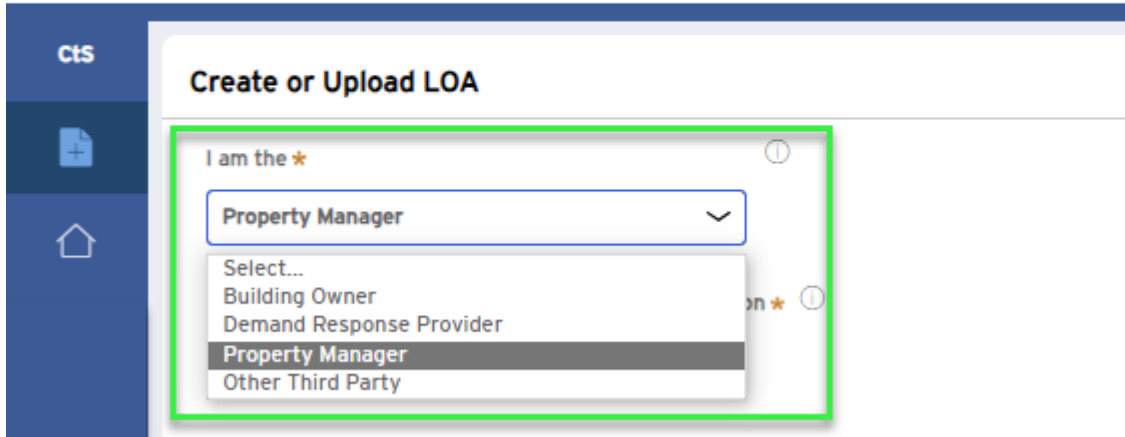 cts
Create or Upload LOA
I am the *
Property Manager
Select...
Building Owner
on *
Demand Response Provider
Property Manager
Other Third Party